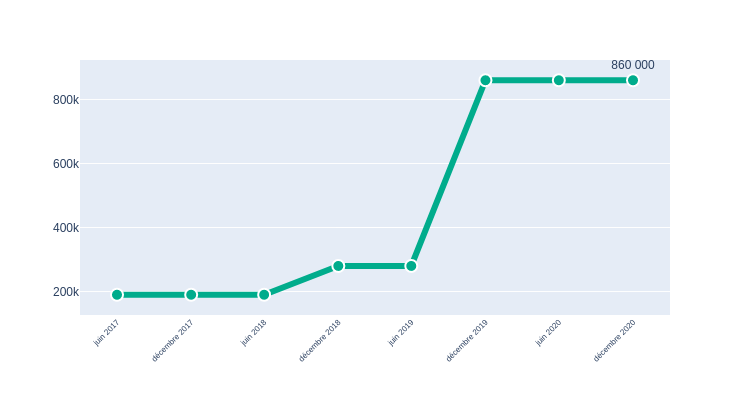 860 000
800k
600k
400k
200k
juin 2017
décembre 2017
juin 2018
décembre 2018
juin 2019
décembre 2019
juin 2020
décembre 2020